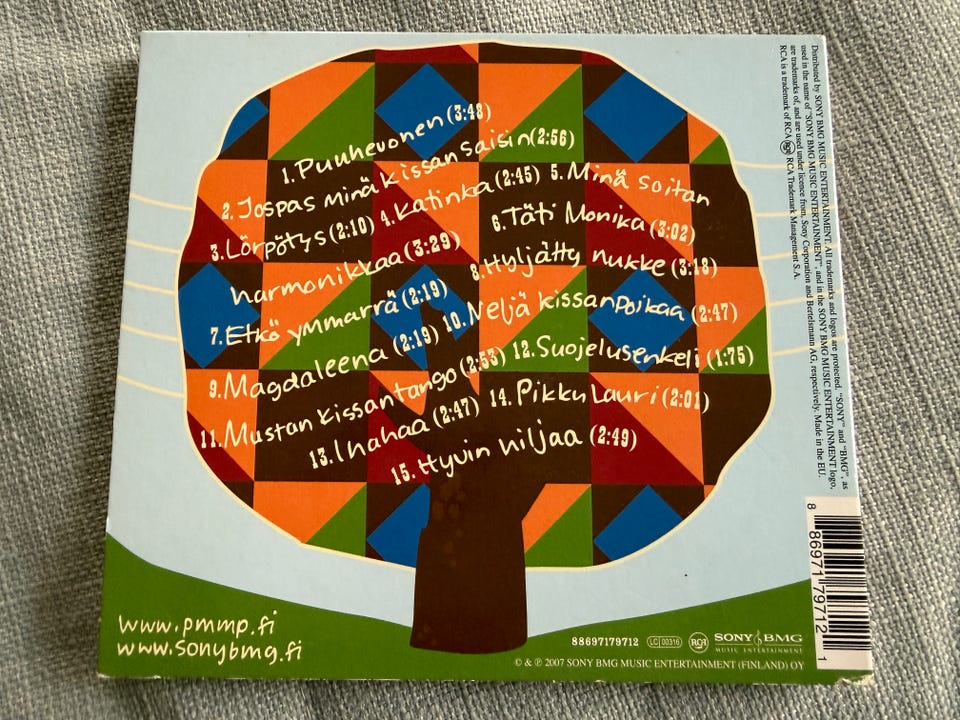 1. Puuhevonen (3:48)
2. Jospas minä kissan saisin (2:56)
3. Lörpötys (2:10) 4. Katinka (2:45) 5. Minä soitan
harmonikkaa (3:29) 6. Täti Monika (3:02)
7. Etkö ymmärrä (2:19) 8. Hyljätty nukke (3:18)
9. Magdaleena (2:19) 10. Neljä kissanpoikaa (2:47)
11. Mustan kissan tango (2:53) 12. Suojelusenkeli (1:75)
13. Inahaa (2:47) 14. Pikku Lauri (2:01)
15. Hyvin hiljaa (2:49)
www.pmmp.fi
www.sonybmg.fi
88697179712 LC 00316 RCA SONY BMG
MUSIC ENTERTAINMENT
© & ℗ 2007 SONY BMG MUSIC ENTERTAINMENT (FINLAND) OY
Distributed by SONY BMG MUSIC ENTERTAINMENT. All trademarks and logos are protected. "SONY" and "BMG", as
used in the name of "SONY BMG MUSIC ENTERTAINMENT", and in the SONY BMG MUSIC ENTERTAINMENT logo,
are trademarks of, and are used under licence from, Sony Corporation and Bertelsmann AG, respectively. Made in the EU.
RCA is a trademark of RCA RCA Trademark Management S.A.
8 86971 79712 1